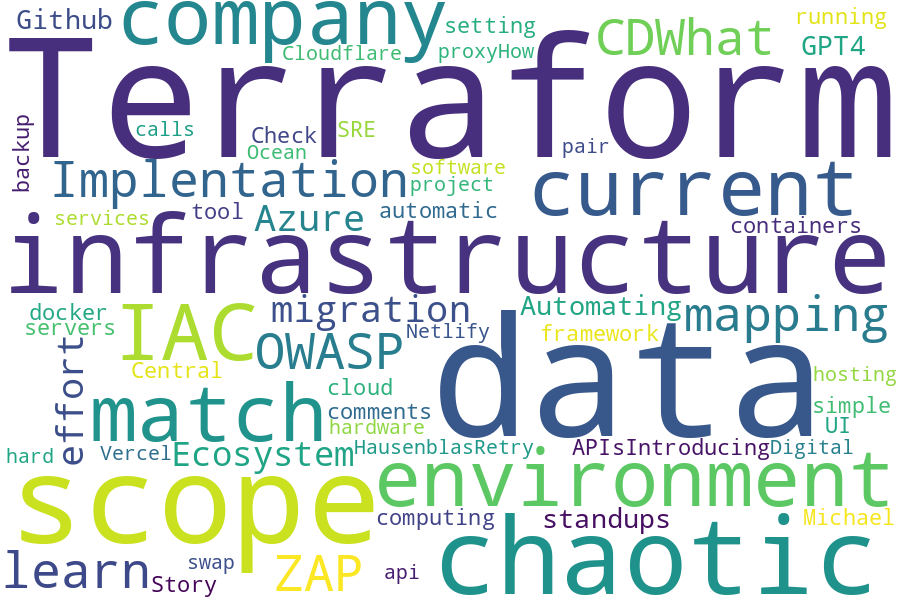 Github
company
setting
running
Cloudflare
proxyHow
CDWhat
GPT4
Terraform
backup
calls
Check
SRE
Ocean
pair
Implentation
software
project
current
services
tool
Azure
automatic
containers
infrastructure
docker
servers
IAC
migration
Automating
mapping
OWASP
Netlify
framework
effort
Central
data
hosting
match
cloud
comments
hardware
simple
UI
hard
Vercel
Ecosystem
HausenblasRetry
APIsIntroducing
Digital
scope
environment
computing
standups
Michael
learn
swap
Story
ZAP
api
chaotic